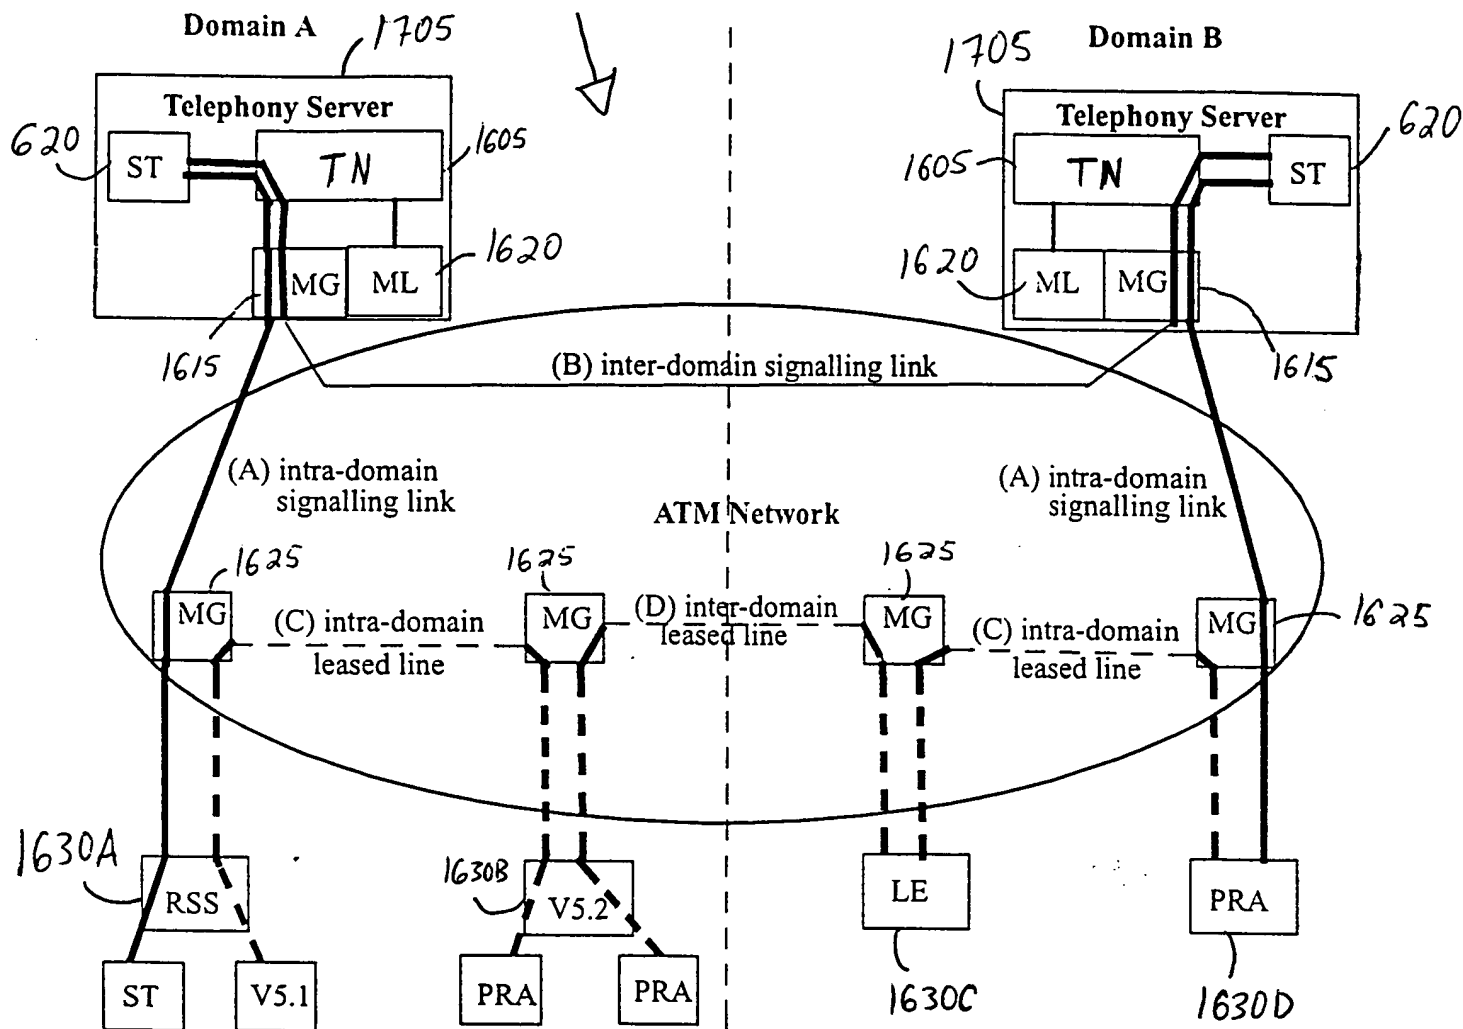 Domain A
1705
Domain B
1705
Telephony Server
Telephony Server
620
ST
TN
1605
1605
TN
ST
620
1620
1620
MG
ML
ML
MG
1615
(B) inter-domain signalling link
1615
(A) intra-domain
signalling link
(A) intra-domain
signalling link
ATM Network
1625
1625
1625
MG
(C) intra-domain
leased line
MG
(D) inter-domain
leased line
MG
(C) intra-domain
leased line
MG
1625
1630A
RSS
1630B
V5.2
LE
PRA
ST
V5.1
PRA
PRA
1630C
1630D